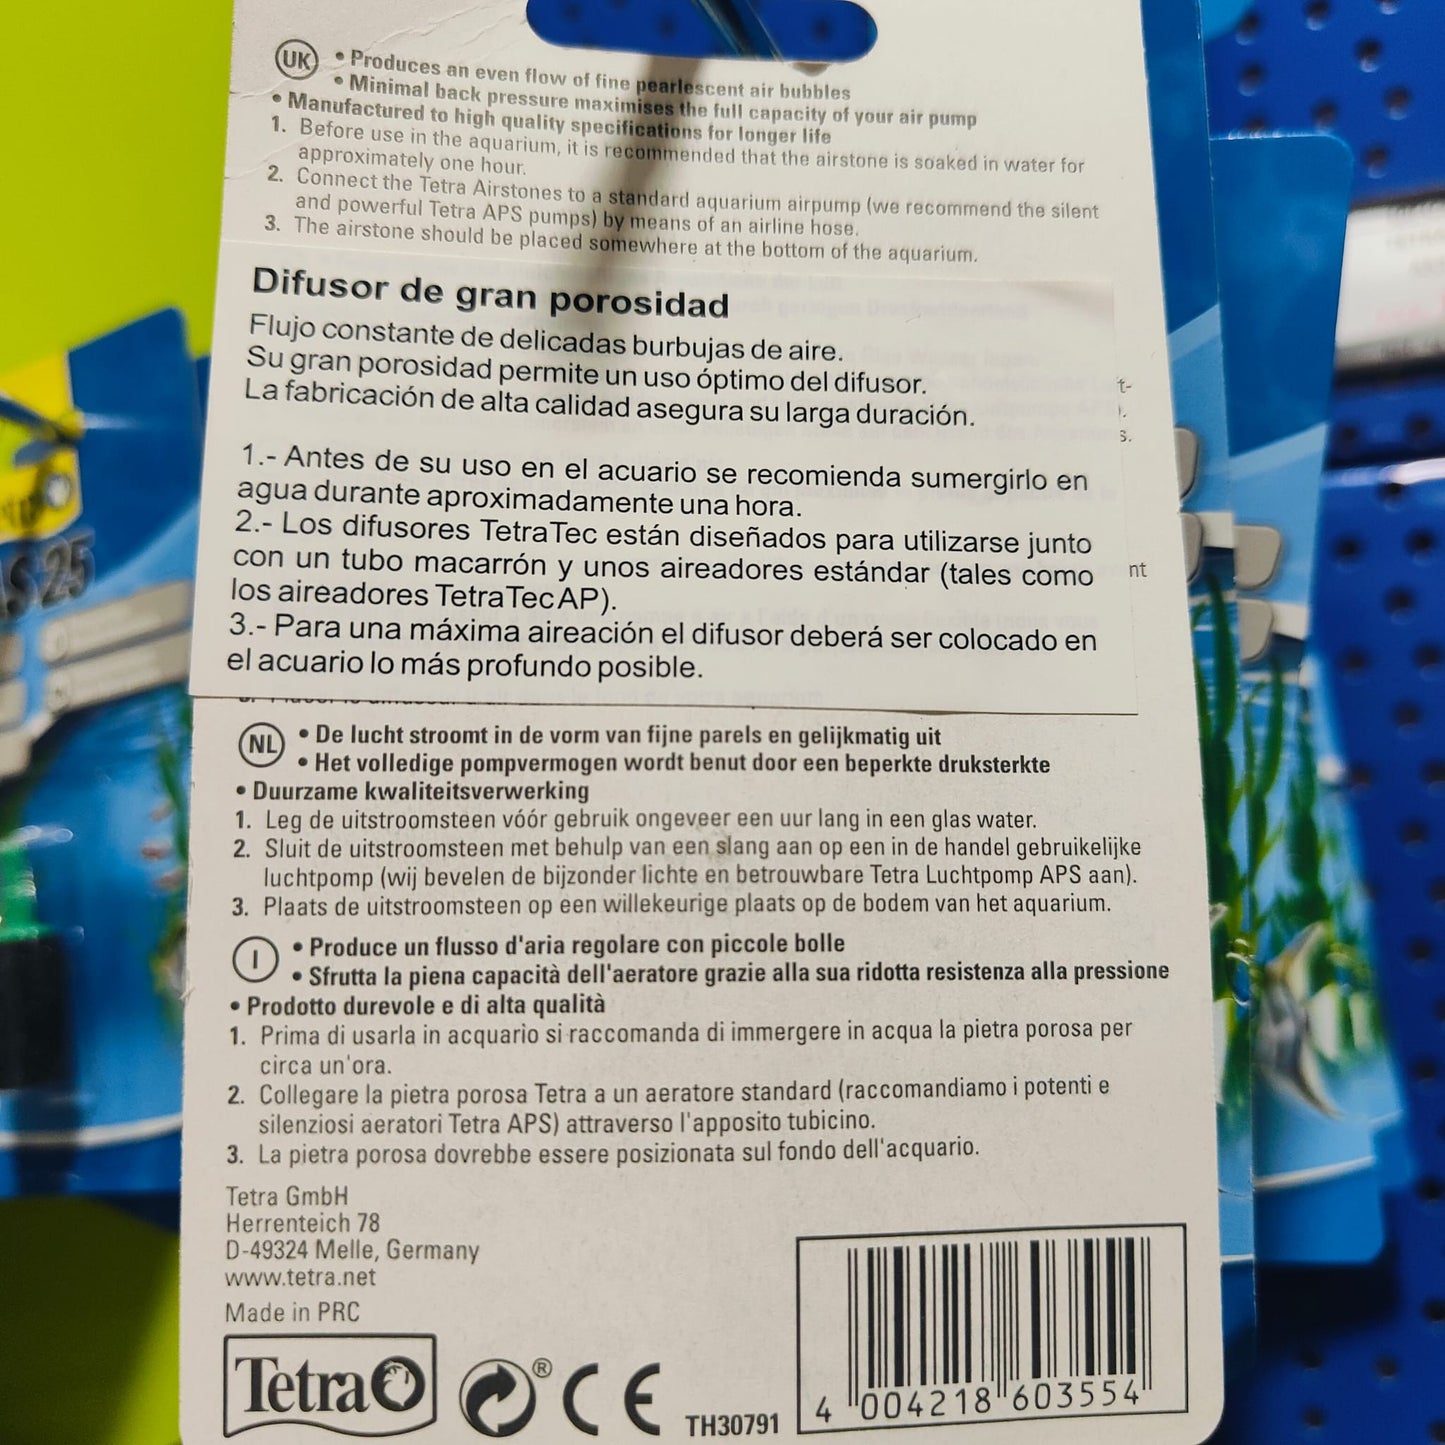 UK • Produces an even flow of fine pearlescent air bubbles
• Minimal back pressure maximises the full capacity of your air pump
• Manufactured to high quality specifications for longer life
1. Before use in the aquarium, it is recommended that the airstone is soaked in water for
approximately one hour.
2. Connect the Tetra Airstones to a standard aquarium airpump (we recommend the silent
and powerful Tetra APS pumps) by means of an airline hose.
3. The airstone should be placed somewhere at the bottom of the aquarium.
Difusor de gran porosidad
Flujo constante de delicadas burbujas de aire.
Su gran porosidad permite un uso óptimo del difusor.
La fabricación de alta calidad asegura su larga duración.
1.- Antes de su uso en el acuario se recomienda sumergirlo en
agua durante aproximadamente una hora.
2.- Los difusores TetraTec están diseñados para utilizarse junto
con un tubo macarrón y unos aireadores estándar (tales como
los aireadores TetraTec AP).
3.- Para una máxima aireación el difusor deberá ser colocado en
el acuario lo más profundo posible.
NL • De lucht stroomt in de vorm van fijne parels en gelijkmatig uit
• Het volledige pompvermogen wordt benut door een beperkte druksterkte
• Duurzame kwaliteitsverwerking
1. Leg de uitstroomsteen vóór gebruik ongeveer een uur lang in een glas water.
2. Sluit de uitstroomsteen met behulp van een slang aan op een in de handel gebruikelijke
luchtpomp (wij bevelen de bijzonder lichte en betrouwbare Tetra Luchtpomp APS aan).
3. Plaats de uitstroomsteen op een willekeurige plaats op de bodem van het aquarium.
I • Produce un flusso d'aria regolare con piccole bolle
• Sfrutta la piena capacità dell'aeratore grazie alla sua ridotta resistenza alla pressione
• Prodotto durevole e di alta qualità
1. Prima di usarla in acquario si raccomanda di immergere in acqua la pietra porosa per
circa un'ora.
2. Collegare la pietra porosa Tetra a un aeratore standard (raccomandiamo i potenti e
silenziosi aeratori Tetra APS) attraverso l'apposito tubicino.
3. La pietra porosa dovrebbe essere posizionata sul fondo dell'acquario.
Tetra GmbH
Herrenteich 78
D-49324 Melle, Germany
www.tetra.net
Made in PRC
Tetra ® CE TH30791
4 004218 603554